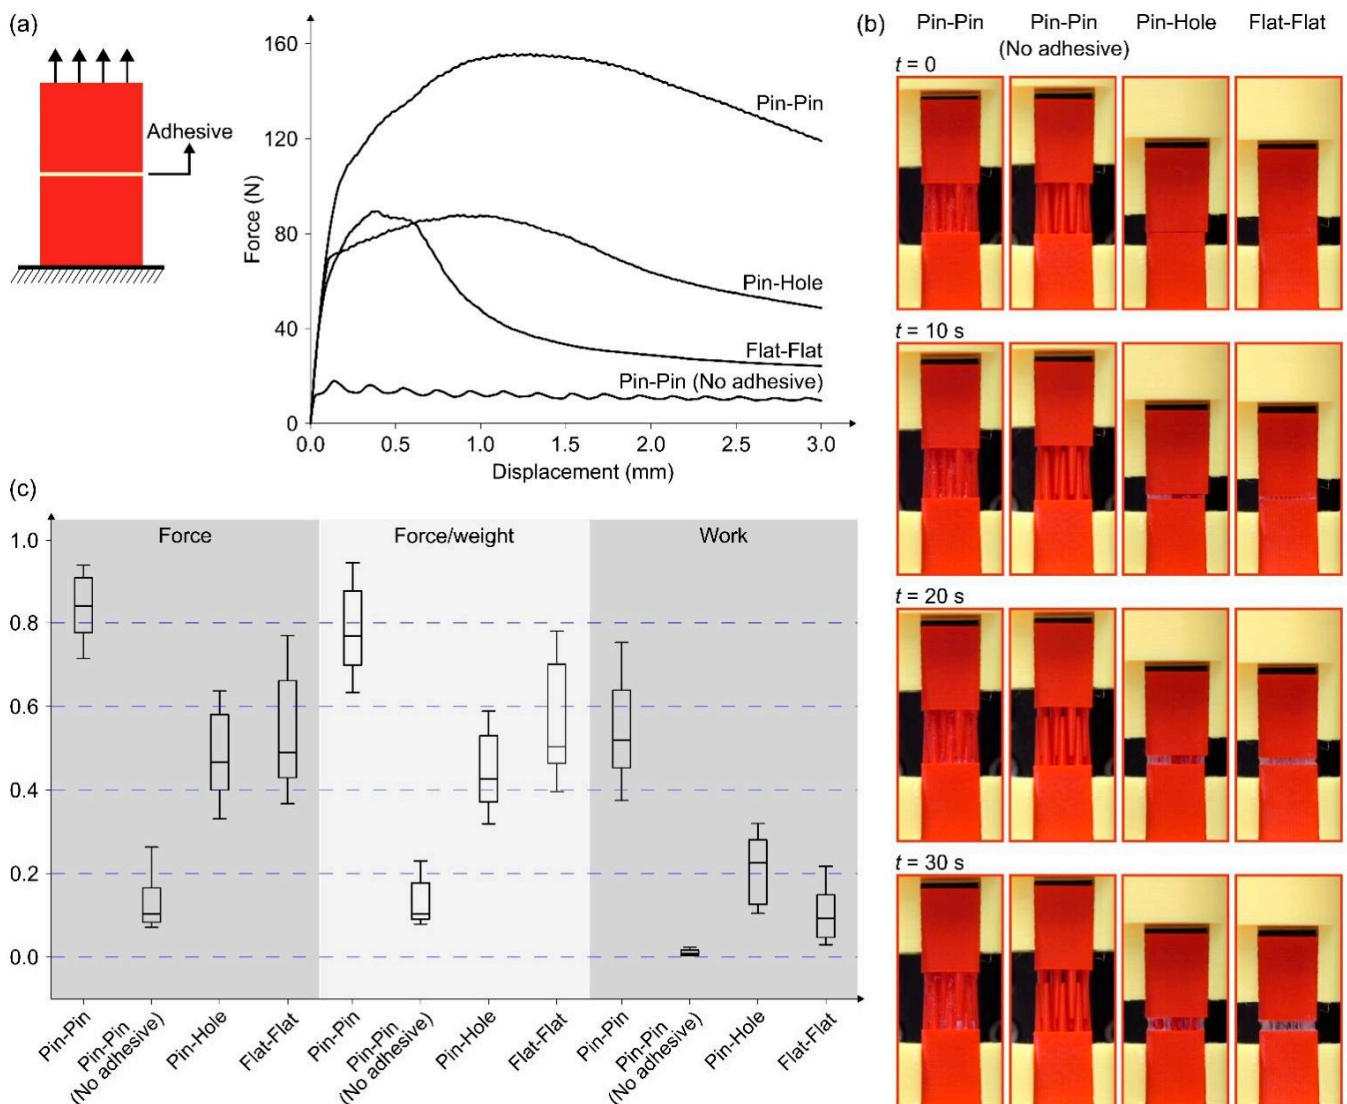 (a)
Adhesive
Force (N)
160
120
80
40
0
0.0 0.5 1.0 1.5 2.0 2.5 3.0
Displacement (mm)
Pin-Pin
Pin-Hole
Flat-Flat
Pin-Pin (No adhesive)
(b)
Pin-Pin Pin-Pin Pin-Hole Flat-Flat
(No adhesive)
t = 0
t = 10 s
t = 20 s
t = 30 s
(c)
Force Force/weight Work
1.0
0.8
0.6
0.4
0.2
0.0
Pin-Pin
Pin-Pin
(No adhesive)
Pin-Hole
Flat-Flat
Pin-Pin
Pin-Pin
(No adhesive)
Pin-Hole
Flat-Flat
Pin-Pin
Pin-Pin
(No adhesive)
Pin-Hole
Flat-Flat